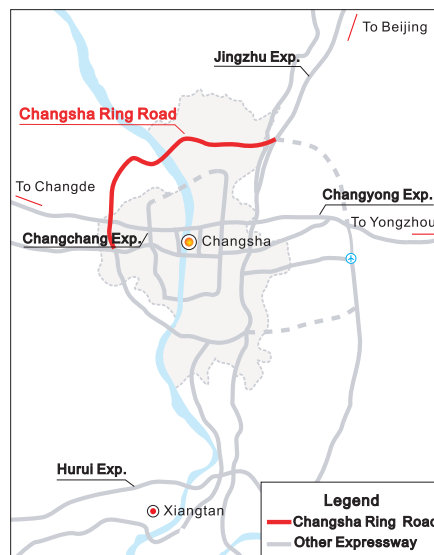 To Beijing
Jingzhu Exp.
Changsha Ring Road
To Changde
Changyong Exp.
To Yongzhou
Changchang Exp.
Changsha
Hurui Exp.
Xiangtan
Legend
Changsha Ring Road
Other Expressway